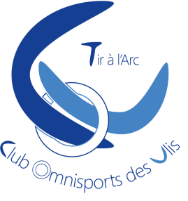 Tir à l'Arc
Club Omnisports des Ulis